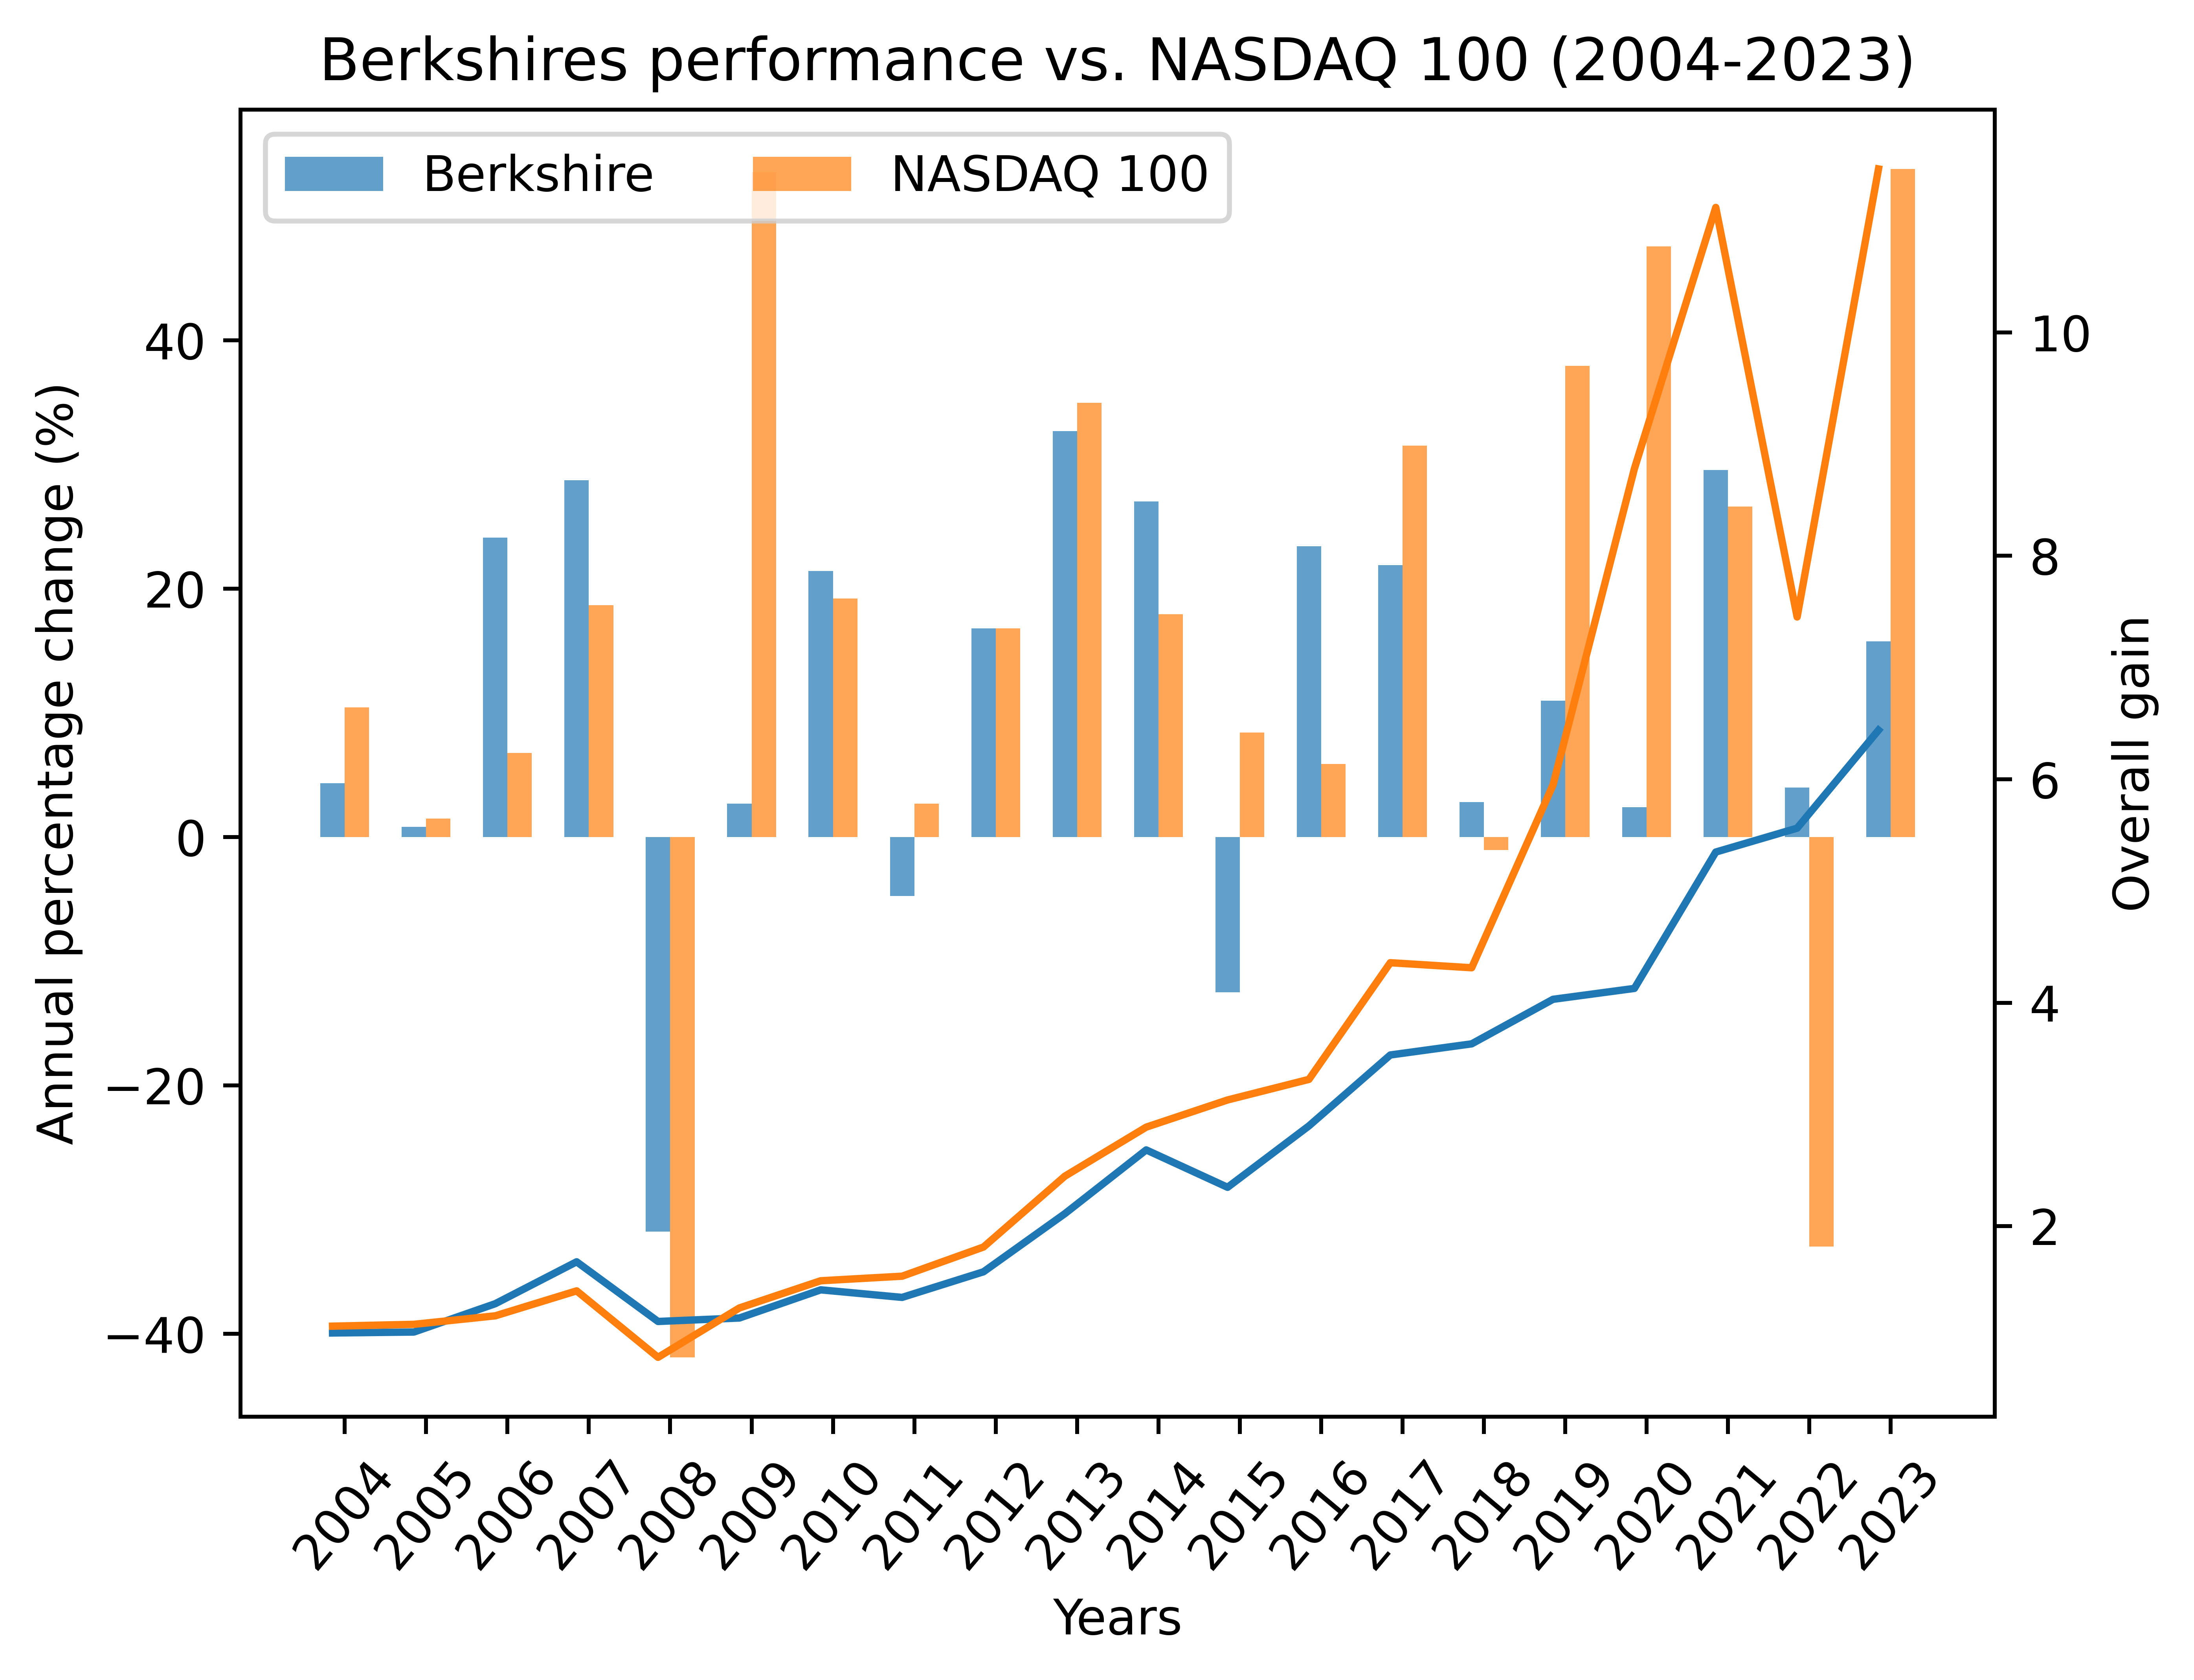 Berkshires performance vs. NASDAQ 100 (2004-2023)
Berkshire NASDAQ 100
Annual percentage change (%)
40
20
0
−20
−40
10
8
6
4
2
Overall gain
2004 2005 2006 2007 2008 2009 2010 2011 2012 2013 2014 2015 2016 2017 2018 2019 2020 2021 2022 2023
Years